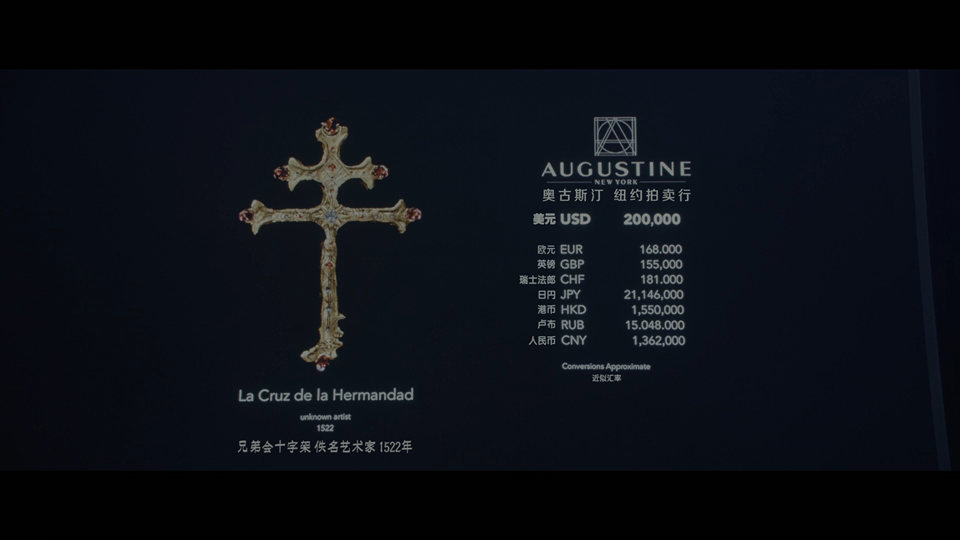 La Cruz de la Hermandad
unknown artist
1522
兄弟会十字架 佚名艺术家 1522年
AUGUSTINE
NEW YORK
奥古斯汀 纽约拍卖行
美元 USD 200,000
欧元 EUR 168.000
英镑 GBP 155,000
瑞士法郎 CHF 181.000
日円 JPY 21,146,000
港币 HKD 1,550,000
卢布 RUB 15.048.000
人民币 CNY 1,362,000
Conversions Approximate
近似汇率